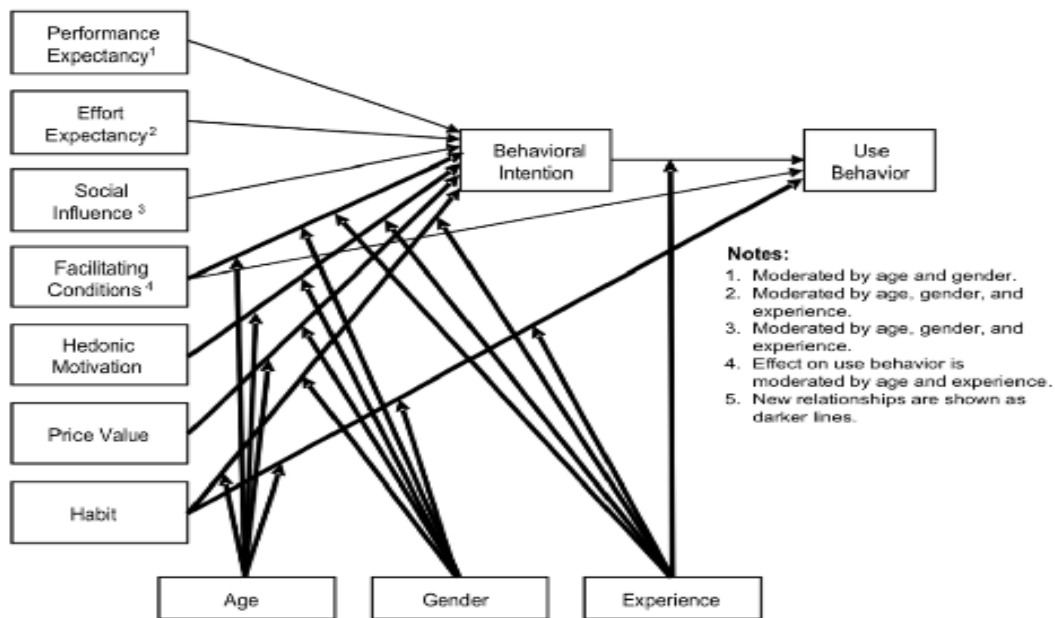 Performance
Expectancy¹
Effort
Expectancy²
Social
Influence ³
Facilitating
Conditions ⁴
Hedonic
Motivation
Price Value
Habit
Behavioral
Intention
Use
Behavior
Notes:
1. Moderated by age and gender.
2. Moderated by age, gender, and
experience.
3. Moderated by age, gender, and
experience.
4. Effect on use behavior is
moderated by age and experience.
5. New relationships are shown as
darker lines.
Age
Gender
Experience